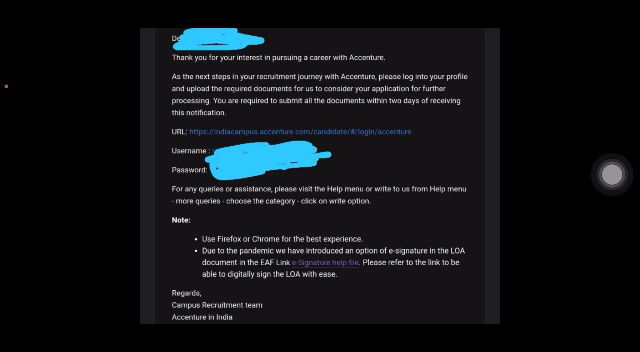 Thank you for your interest in pursuing a career with Accenture.
As the next steps in your recruitment journey with Accenture, please log into your profile
and upload the required documents for us to consider your application for further
processing. You are required to submit all the documents within two days of receiving
this notification.
URL: https://indiacampus.accenture.com/candidate/#/login/accenture
Username :
Password:
For any queries or assistance, please visit the Help menu or write to us from Help menu
- more queries - choose the category - click on write option.
Note:
• Use Firefox or Chrome for the best experience.
• Due to the pandemic we have introduced an option of e-signature in the LOA
document in the EAF Link e-Signature help file. Please refer to the link to be
able to digitally sign the LOA with ease.
Regards,
Campus Recruitment team
Accenture in India